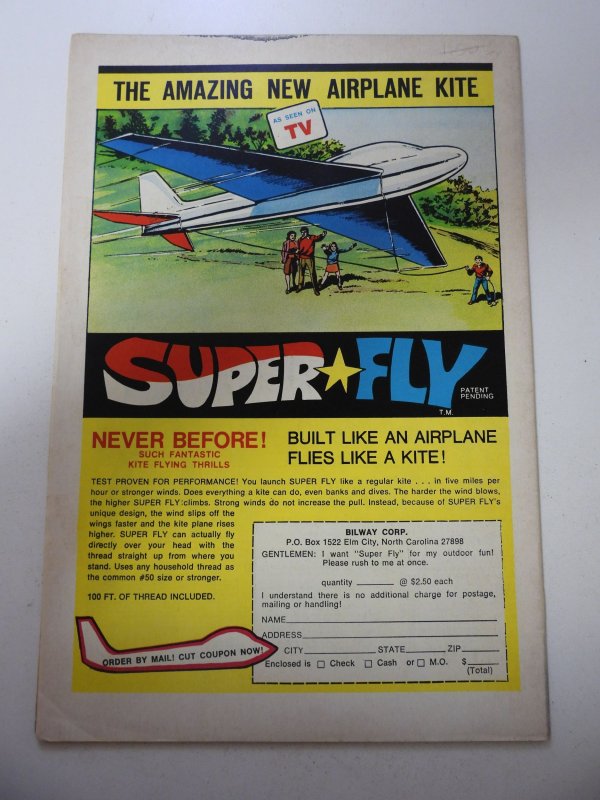 THE AMAZING NEW AIRPLANE KITE
AS SEEN ON
TV
SUPER FLY
PATENT
PENDING
T.M.
NEVER BEFORE!
SUCH FANTASTIC
KITE FLYING THRILLS
BUILT LIKE AN AIRPLANE
FLIES LIKE A KITE!
TEST PROVEN FOR PERFORMANCE! You launch SUPER FLY like a regular kite . . . in five miles per
hour or stronger winds. Does everything a kite can do, even banks and dives. The harder the wind blows,
the higher SUPER FLY climbs. Strong winds do not increase the pull. Instead, because of SUPER FLY's
unique design, the wind slips off the
wings faster and the kite plane rises
higher. SUPER FLY can actually fly
directly over your head with the
thread straight up from where you
stand. Uses any household thread as
the common #50 size or stronger.
100 FT. OF THREAD INCLUDED.
ORDER BY MAIL! CUT COUPON NOW!
BILWAY CORP.
P.O. Box 1522 Elm City, North Carolina 27898
GENTLEMEN: I want "Super Fly" for my outdoor fun!
Please rush to me at once.
quantity ______ @ $2.50 each
I understand there is no additional charge for postage,
mailing or handling!
NAME
ADDRESS
CITY STATE ZIP
Enclosed is □ Check □ Cash or □ M.O. $
(Total)